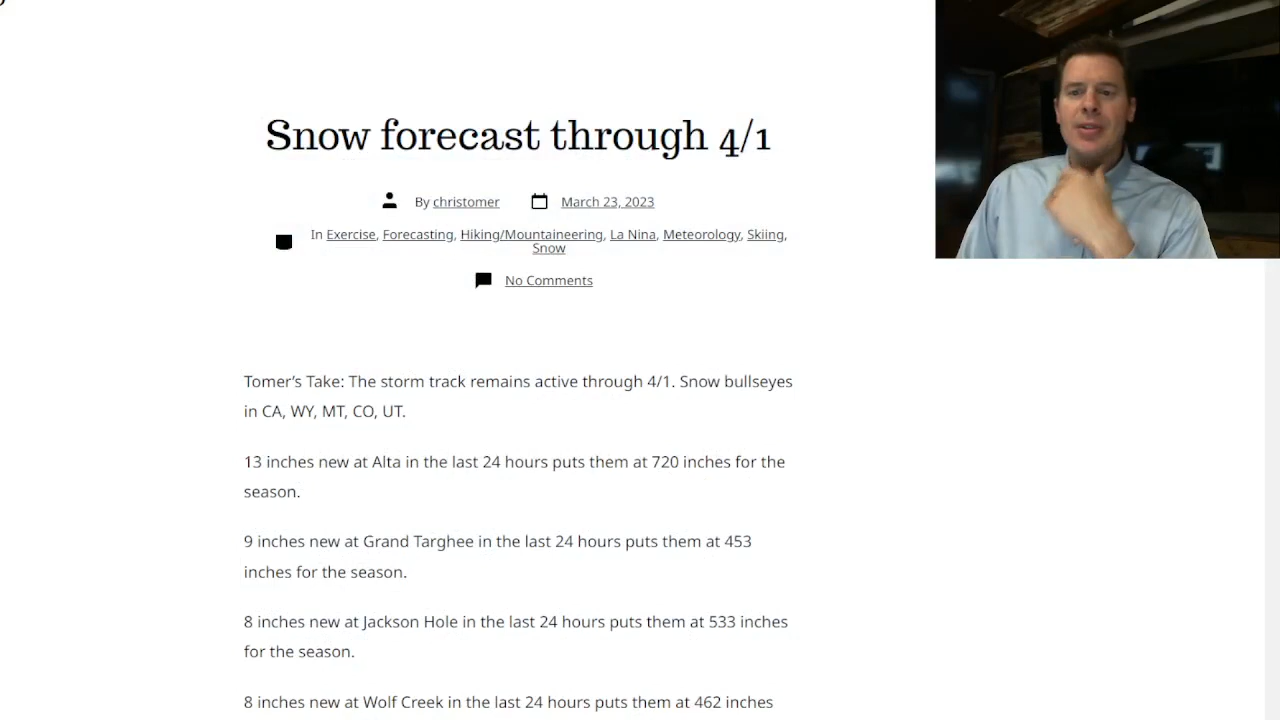 Snow forecast through 4/1
By christomer March 23, 2023
In Exercise, Forecasting, Hiking/Mountaineering, La Nina, Meteorology, Skiing,
Snow
No Comments
Tomer’s Take: The storm track remains active through 4/1. Snow bullseyes
in CA, WY, MT, CO, UT.
13 inches new at Alta in the last 24 hours puts them at 720 inches for the
season.
9 inches new at Grand Targhee in the last 24 hours puts them at 453
inches for the season.
8 inches new at Jackson Hole in the last 24 hours puts them at 533 inches
for the season.
8 inches new at Wolf Creek in the last 24 hours puts them at 462 inches